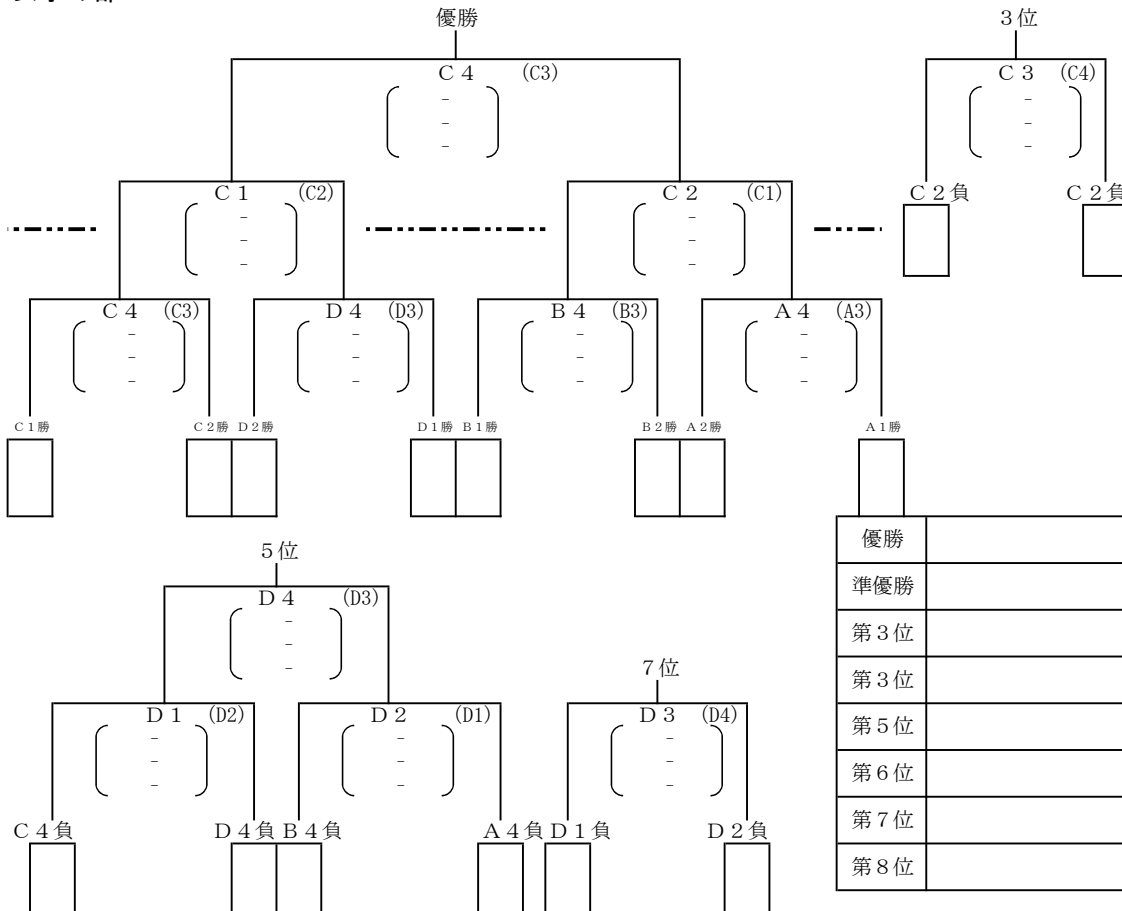 優勝
3位
C4 (C3)
C3 (C4)
- -
- -
- -
C1 (C2)
C2 (C1)
C2負 C2負
- -
- -
- -
C4 (C3)
D4 (D3)
B4 (B3)
A4 (A3)
- - - -
- - - -
- - - -
C1勝 C2勝 D2勝 D1勝 B1勝 B2勝 A2勝 A1勝
優勝
準優勝
第3位
第3位
第5位
第6位
第7位
第8位
5位
D4 (D3)
-
-
-
7位
D1 (D2)
D2 (D1)
D3 (D4)
- - -
- - -
- - -
C4負 D4負 B4負 A4負 D1負 D2負